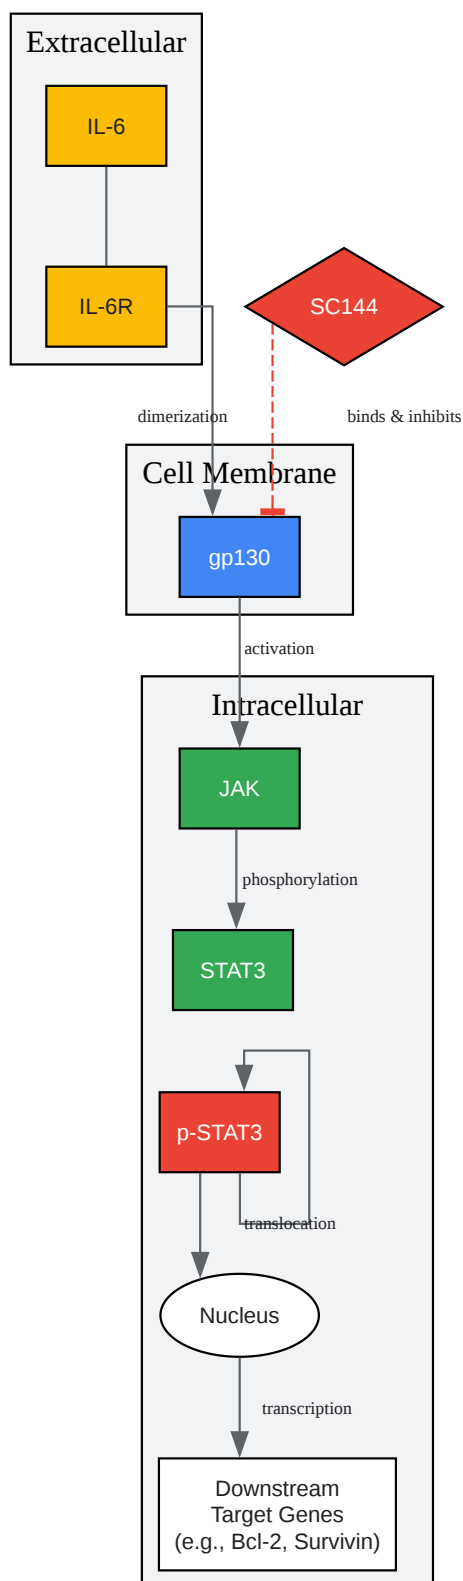 Extracellular
IL-6
IL-6R
SC144
dimerization
binds & inhibits
Cell Membrane
gp130
activation
Intracellular
JAK
phosphorylation
STAT3
p-STAT3
translocation
Nucleus
transcription
Downstream
Target Genes
(e.g., Bcl-2, Survivin)